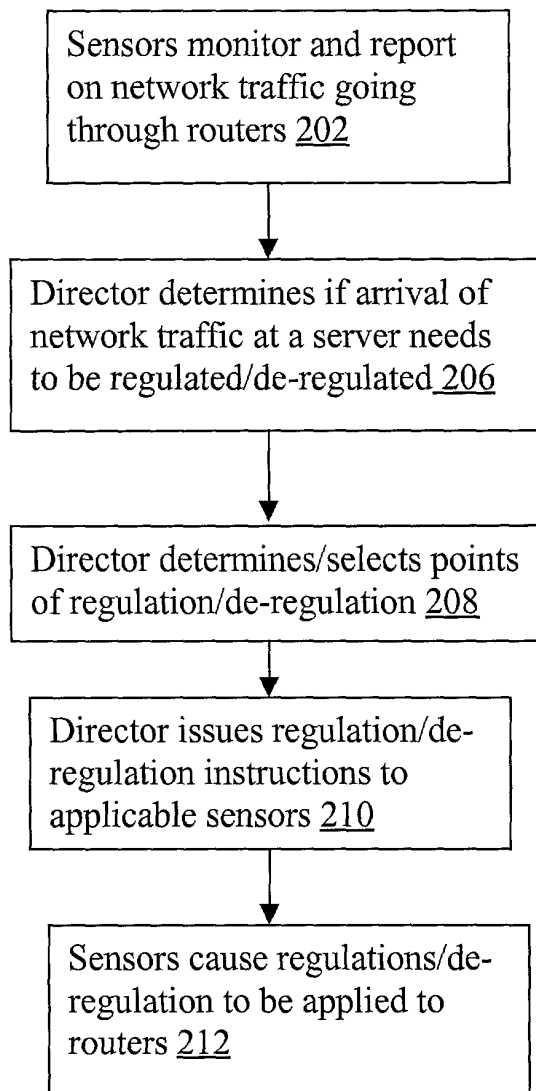 Sensors monitor and report
on network traffic going
through routers 202
Director determines if arrival of
network traffic at a server needs
to be regulated/de-regulated 206
Director determines/selects points
of regulation/de-regulation 208
Director issues regulation/de-
regulation instructions to
applicable sensors 210
Sensors cause regulations/de-
regulation to be applied to
routers 212